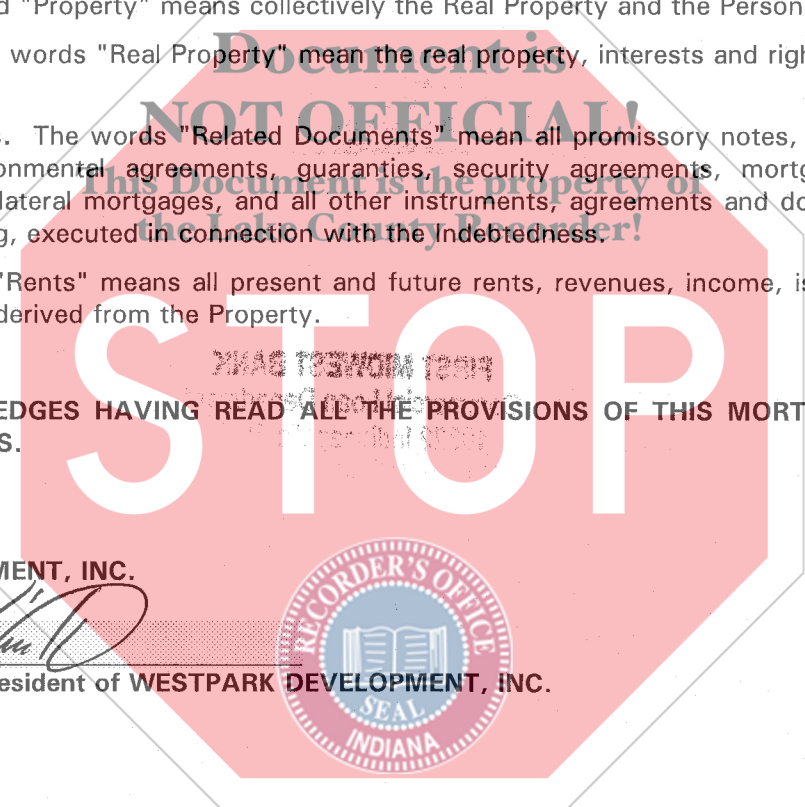 d "Property" means collectively the Real Property and the Person
words "Real Property" mean the real property, interests and righ
Document is
NOT OFFICIAL!
s. The words "Related Documents" mean all promissory notes,
onmental agreements, guaranties, security agreements, mortg
This Document is the property of
lateral mortgages, and all other instruments, agreements and do
g, executed in connection with the Indebtedness.
the Lake County Recorder!
"Rents" means all present and future rents, revenues, income, is
derived from the Property.
STOP
FIRST MIDWEST BANK
EDGES HAVING READ ALL THE PROVISIONS OF THIS MORT
S.
MENT, INC.
esident of WESTPARK DEVELOPMENT, INC.
RECORDER'S OFFICE
SEAL
INDIANA